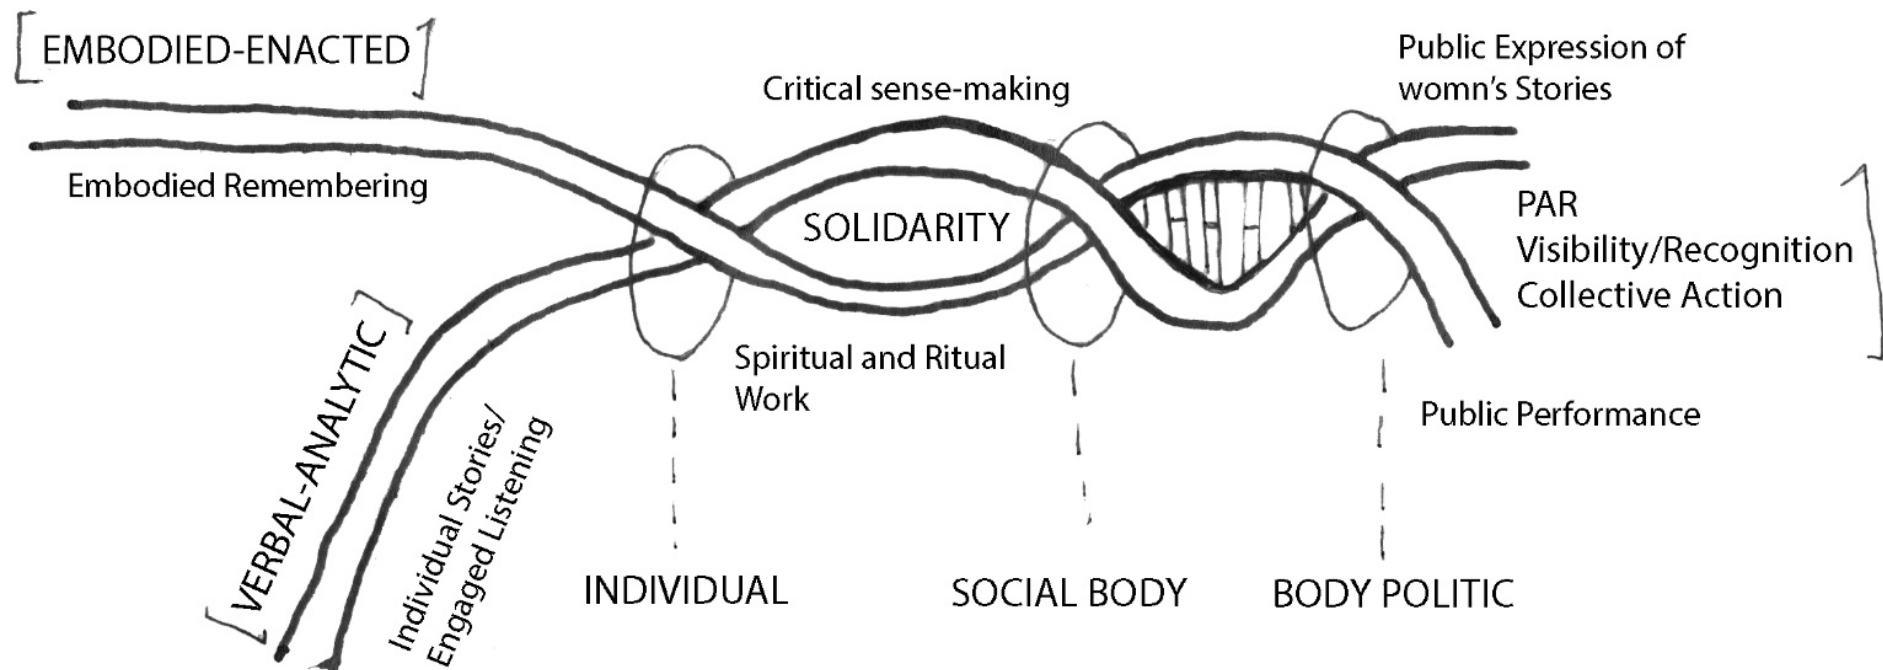 [EMBODIED-ENACTED]
Embodied Remembering
[VERBAL-ANALYTIC]
Individual Stories/
Engaged Listening
Critical sense-making
SOLIDARITY
Spiritual and Ritual
Work
Public Expression of
womn's Stories
PAR
Visibility/Recognition
Collective Action
Public Performance
INDIVIDUAL
SOCIAL BODY
BODY POLITIC